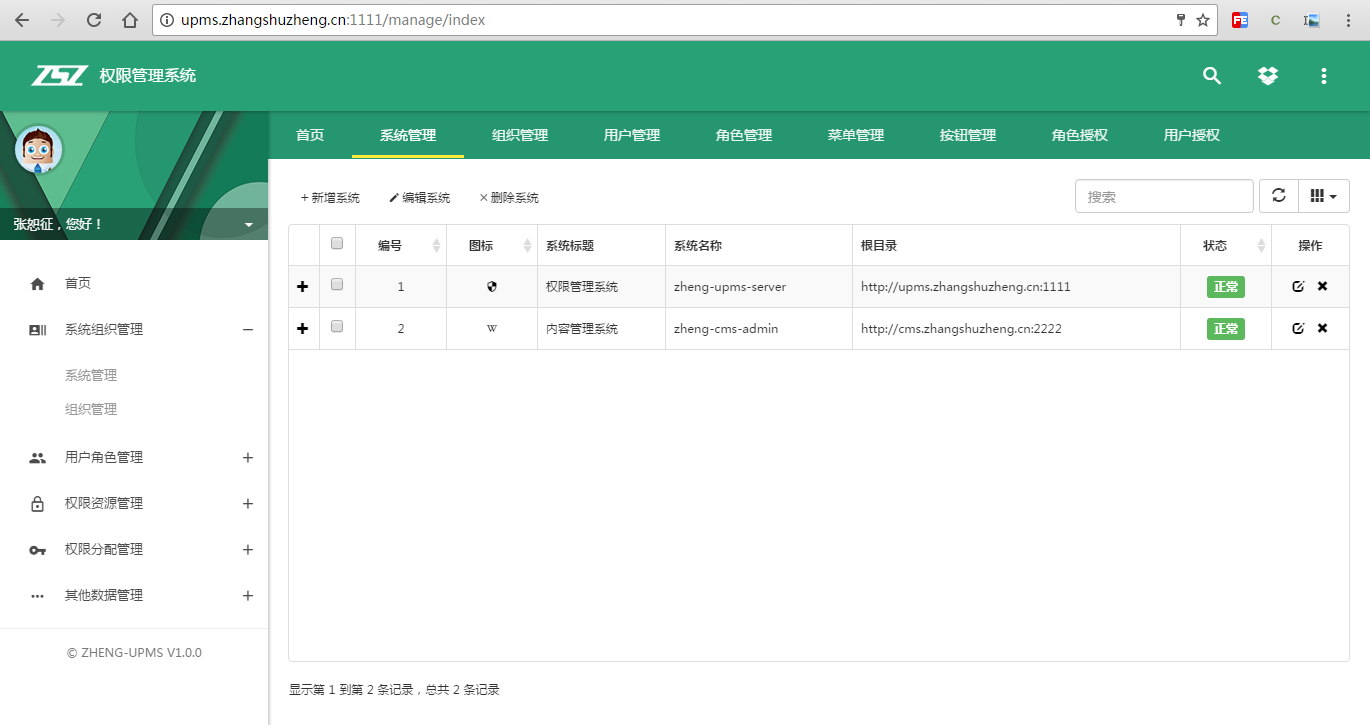 upms.zhangshuzheng.cn:1111/manage/index
ZSZ 权限管理系统
首页 系统管理 组织管理 用户管理 角色管理 菜单管理 按钮管理 角色授权 用户授权
张恕征，您好！
首页
系统组织管理
系统管理
组织管理
用户角色管理
权限资源管理
权限分配管理
其他数据管理
© ZHENG-UPMS V1.0.0
+ 新增系统 编辑系统 × 删除系统 搜索
编号 图标 系统标题 系统名称 根目录 状态 操作
1 权限管理系统 zheng-upms-server http://upms.zhangshuzheng.cn:1111 正常
2 W 内容管理系统 zheng-cms-admin http://cms.zhangshuzheng.cn:2222 正常
显示第 1 到第 2 条记录，总共 2 条记录